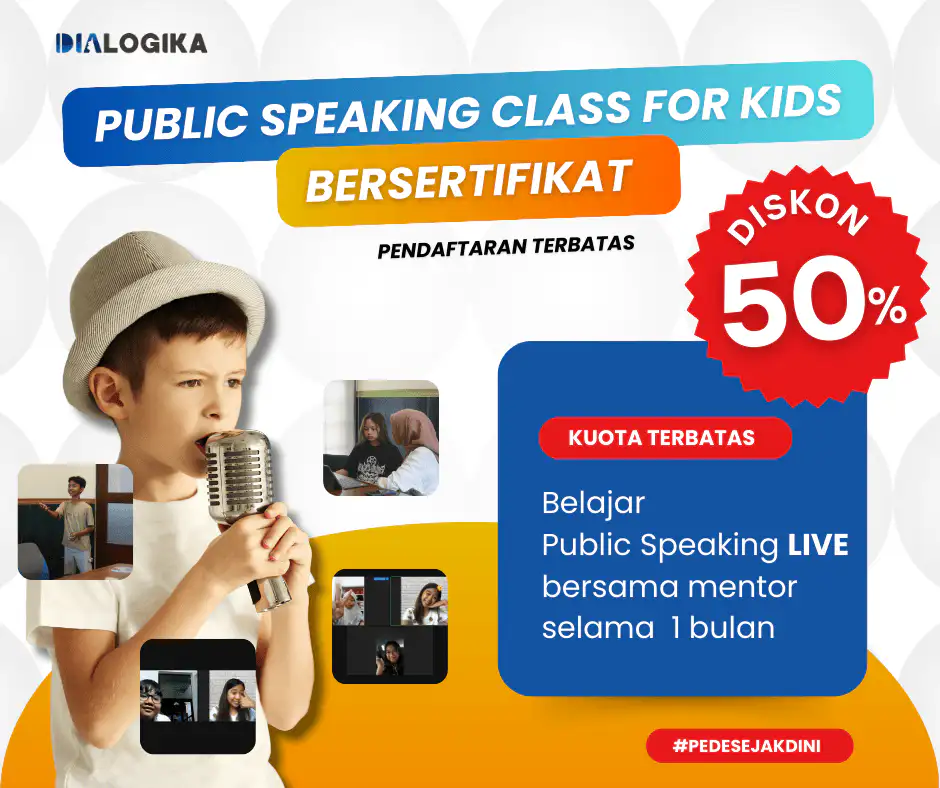 DIALOGIKA
PUBLIC SPEAKING CLASS FOR KIDS
BERSERTIFIKAT
PENDAFTARAN TERBATAS
DISKON
50%
KUOTA TERBATAS
Belajar
Public Speaking LIVE
bersama mentor
selama 1 bulan
#PEDESEJAKDINI